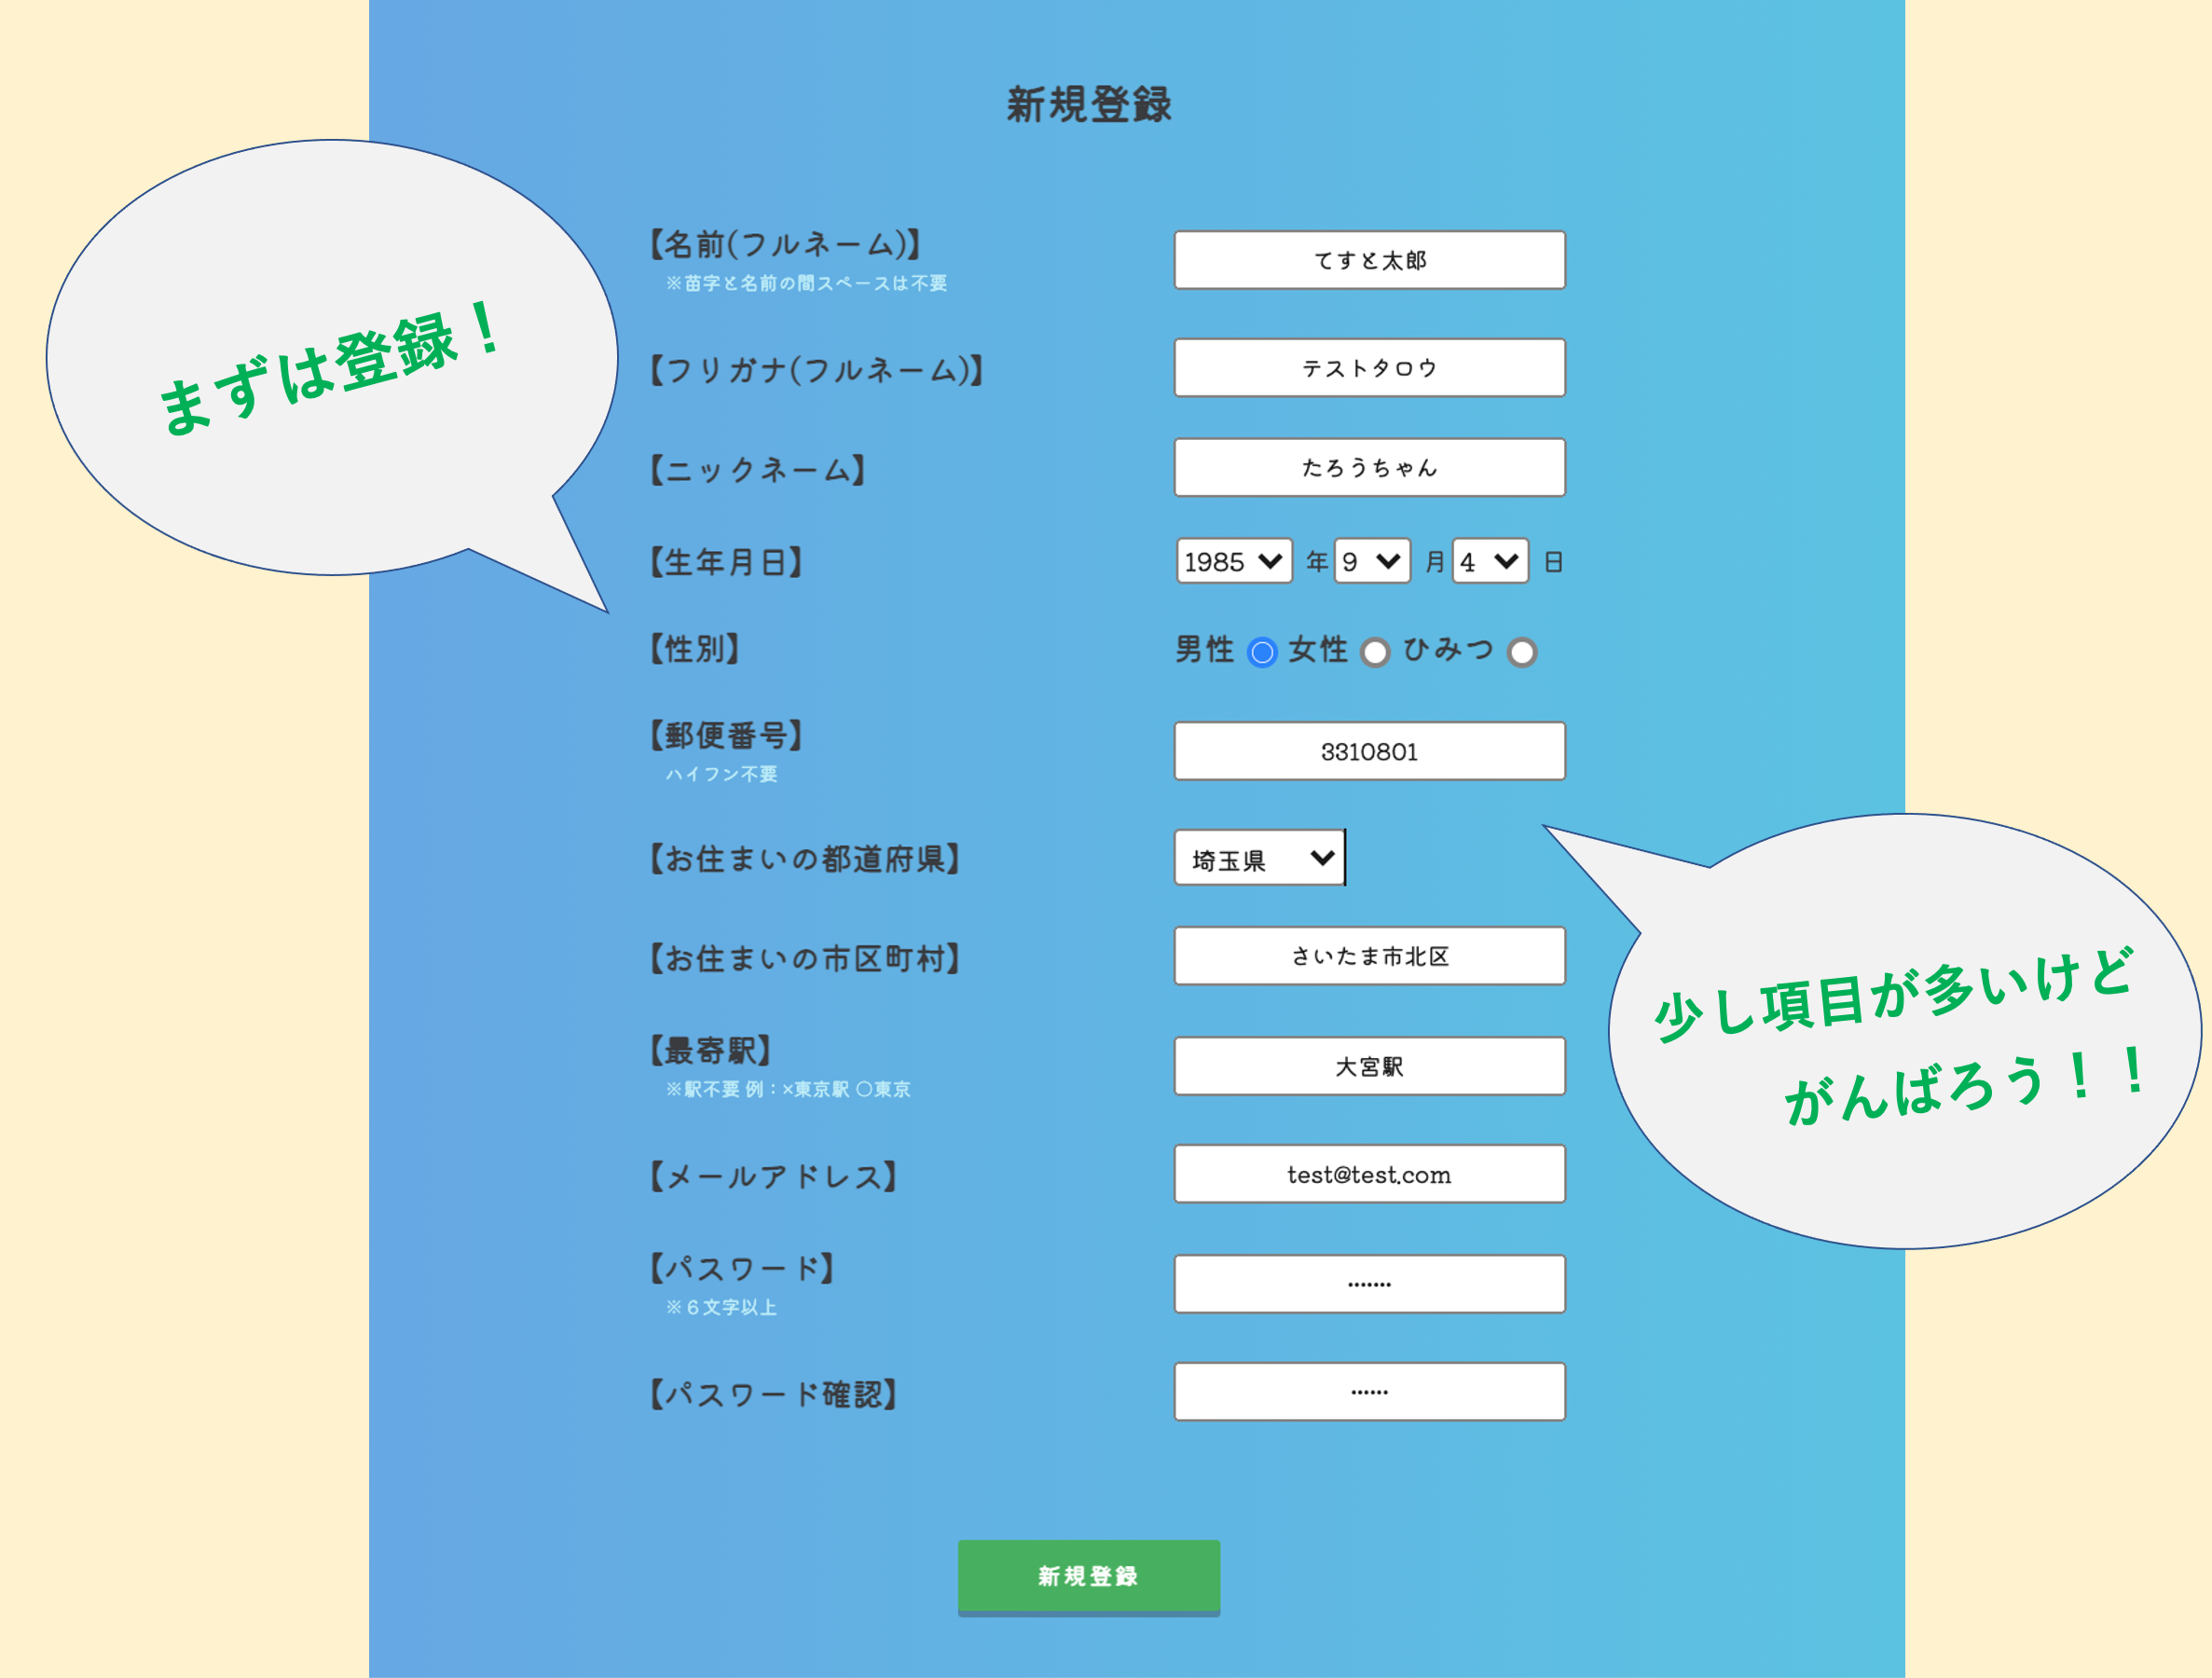 新規登録
まずは登録！
【名前(フルネーム)】
てすと太郎
※苗字と名前の間スペースは不要
【フリガナ(フルネーム)】
テストタロウ
【ニックネーム】
たろうちゃん
【生年月日】
1985 年 9 月 4 日
【性別】
男性 女性 ひみつ
【郵便番号】
3310801
ハイフン不要
【お住まいの都道府県】
埼玉県
【お住まいの市区町村】
さいたま市北区
少し項目が多いけど
がんばろう！！
【最寄駅】
大宮駅
※駅不要 例：×東京駅 ○東京
【メールアドレス】
test@test.com
【パスワード】
•••••••
※６文字以上
【パスワード確認】
••••••
新規登録